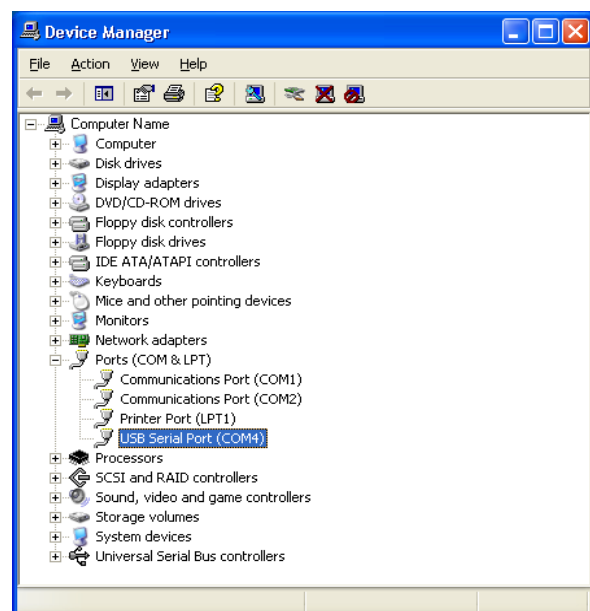 Device Manager
File Action View Help
Computer Name
Computer
Disk drives
Display adapters
DVD/CD-ROM drives
Floppy disk controllers
Floppy disk drives
IDE ATA/ATAPI controllers
Keyboards
Mice and other pointing devices
Monitors
Network adapters
Ports (COM & LPT)
Communications Port (COM1)
Communications Port (COM2)
Printer Port (LPT1)
USB Serial Port (COM4)
Processors
SCSI and RAID controllers
Sound, video and game controllers
Storage volumes
System devices
Universal Serial Bus controllers